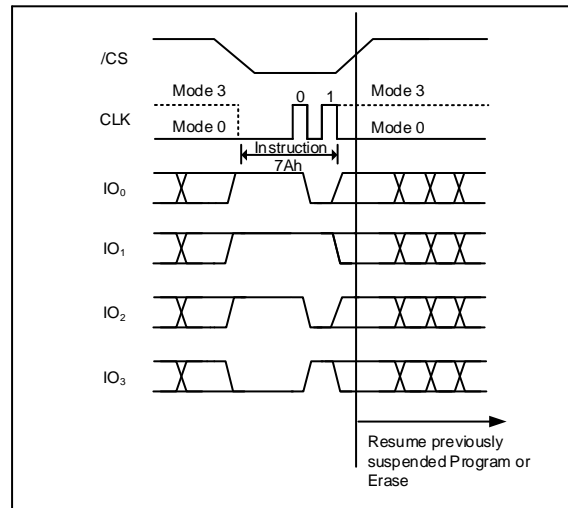 /CS
Mode 3
0 1
Mode 3
CLK
Mode 0
Mode 0
Instruction
7Ah
IO₀
IO₁
IO₂
IO₃
Resume previously
suspended Program or
Erase